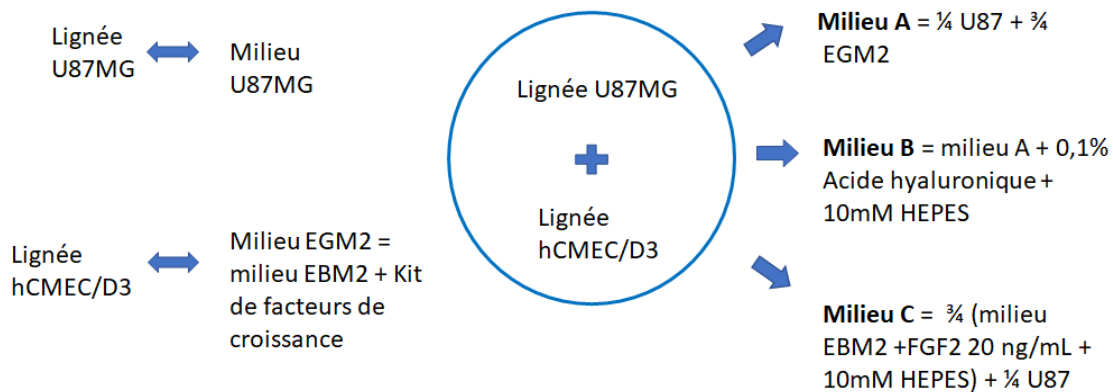 Lignée
U87MG
Milieu
U87MG
Lignée
hCMEC/D3
Milieu EGM2 =
milieu EBM2 + Kit
de facteurs de
croissance
Lignée U87MG
Lignée
hCMEC/D3
Milieu A = ¼ U87 + ¾
EGM2
Milieu B = milieu A + 0,1%
Acide hyaluronique +
10mM HEPES
Milieu C = ¾ (milieu
EBM2 +FGF2 20 ng/mL +
10mM HEPES) + ¼ U87